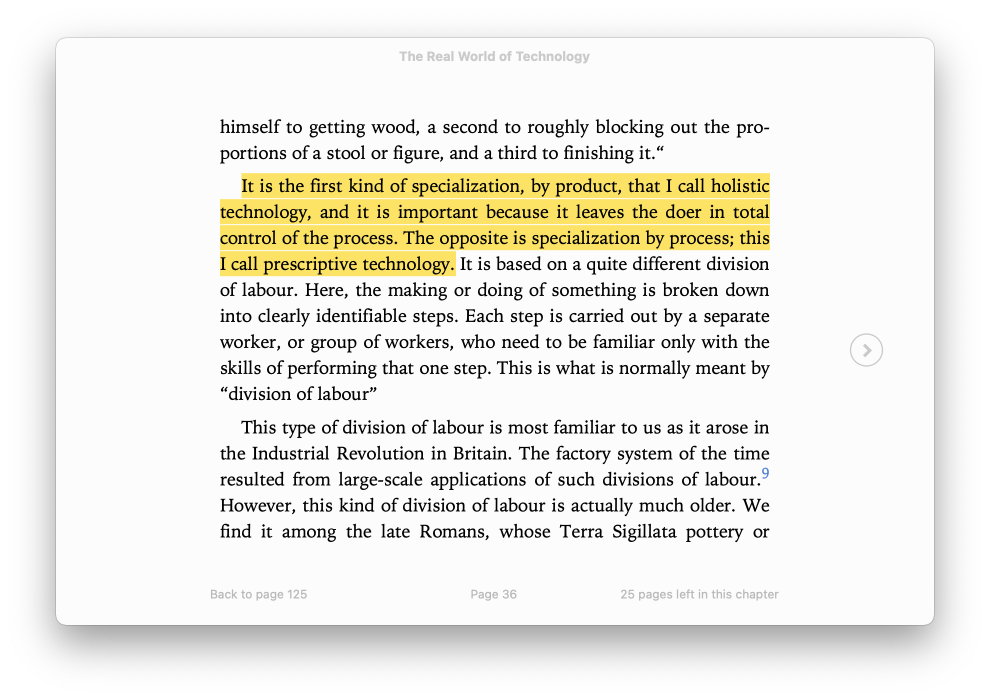 The Real World of Technology
himself to getting wood, a second to roughly blocking out the pro-
portions of a stool or figure, and a third to finishing it.“
It is the first kind of specialization, by product, that I call holistic
technology, and it is important because it leaves the doer in total
control of the process. The opposite is specialization by process; this
I call prescriptive technology. It is based on a quite different division
of labour. Here, the making or doing of something is broken down
into clearly identifiable steps. Each step is carried out by a separate
worker, or group of workers, who need to be familiar only with the
skills of performing that one step. This is what is normally meant by
“division of labour”
This type of division of labour is most familiar to us as it arose in
the Industrial Revolution in Britain. The factory system of the time
resulted from large-scale applications of such divisions of labour.9
However, this kind of division of labour is actually much older. We
find it among the late Romans, whose Terra Sigillata pottery or
Back to page 125 Page 36 25 pages left in this chapter